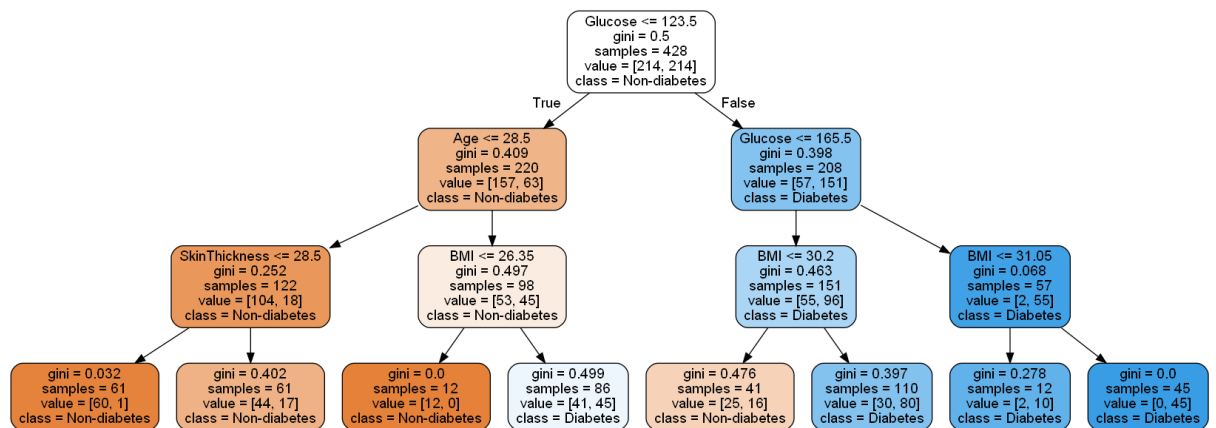 Glucose <= 123.5
gini = 0.5
samples = 428
value = [214, 214]
class = Non-diabetes
True
False
Age <= 28.5
gini = 0.409
samples = 220
value = [157, 63]
class = Non-diabetes
Glucose <= 165.5
gini = 0.398
samples = 208
value = [57, 151]
class = Diabetes
SkinThickness <= 28.5
gini = 0.252
samples = 122
value = [104, 18]
class = Non-diabetes
BMI <= 26.35
gini = 0.497
samples = 98
value = [53, 45]
class = Non-diabetes
BMI <= 30.2
gini = 0.463
samples = 151
value = [55, 96]
class = Diabetes
BMI <= 31.05
gini = 0.068
samples = 57
value = [2, 55]
class = Diabetes
gini = 0.032
samples = 61
value = [60, 1]
class = Non-diabetes
gini = 0.402
samples = 61
value = [44, 17]
class = Non-diabetes
gini = 0.0
samples = 12
value = [12, 0]
class = Non-diabetes
gini = 0.499
samples = 86
value = [41, 45]
class = Diabetes
gini = 0.476
samples = 41
value = [25, 16]
class = Non-diabetes
gini = 0.397
samples = 110
value = [30, 80]
class = Diabetes
gini = 0.278
samples = 12
value = [2, 10]
class = Diabetes
gini = 0.0
samples = 45
value = [0, 45]
class = Diabetes